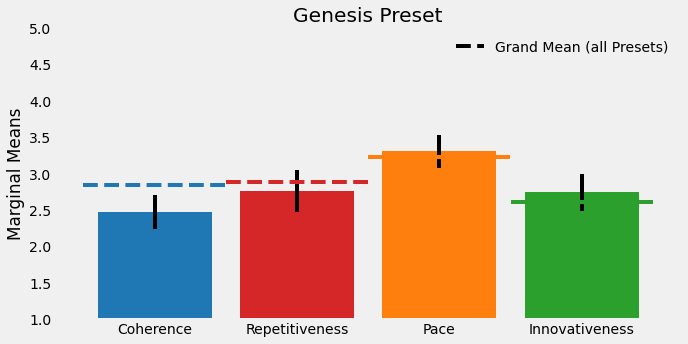 Genesis Preset
5.0
4.5
4.0
3.5
3.0
2.5
2.0
1.5
1.0
Marginal Means
Grand Mean (all Presets)
Coherence Repetitiveness Pace Innovativeness